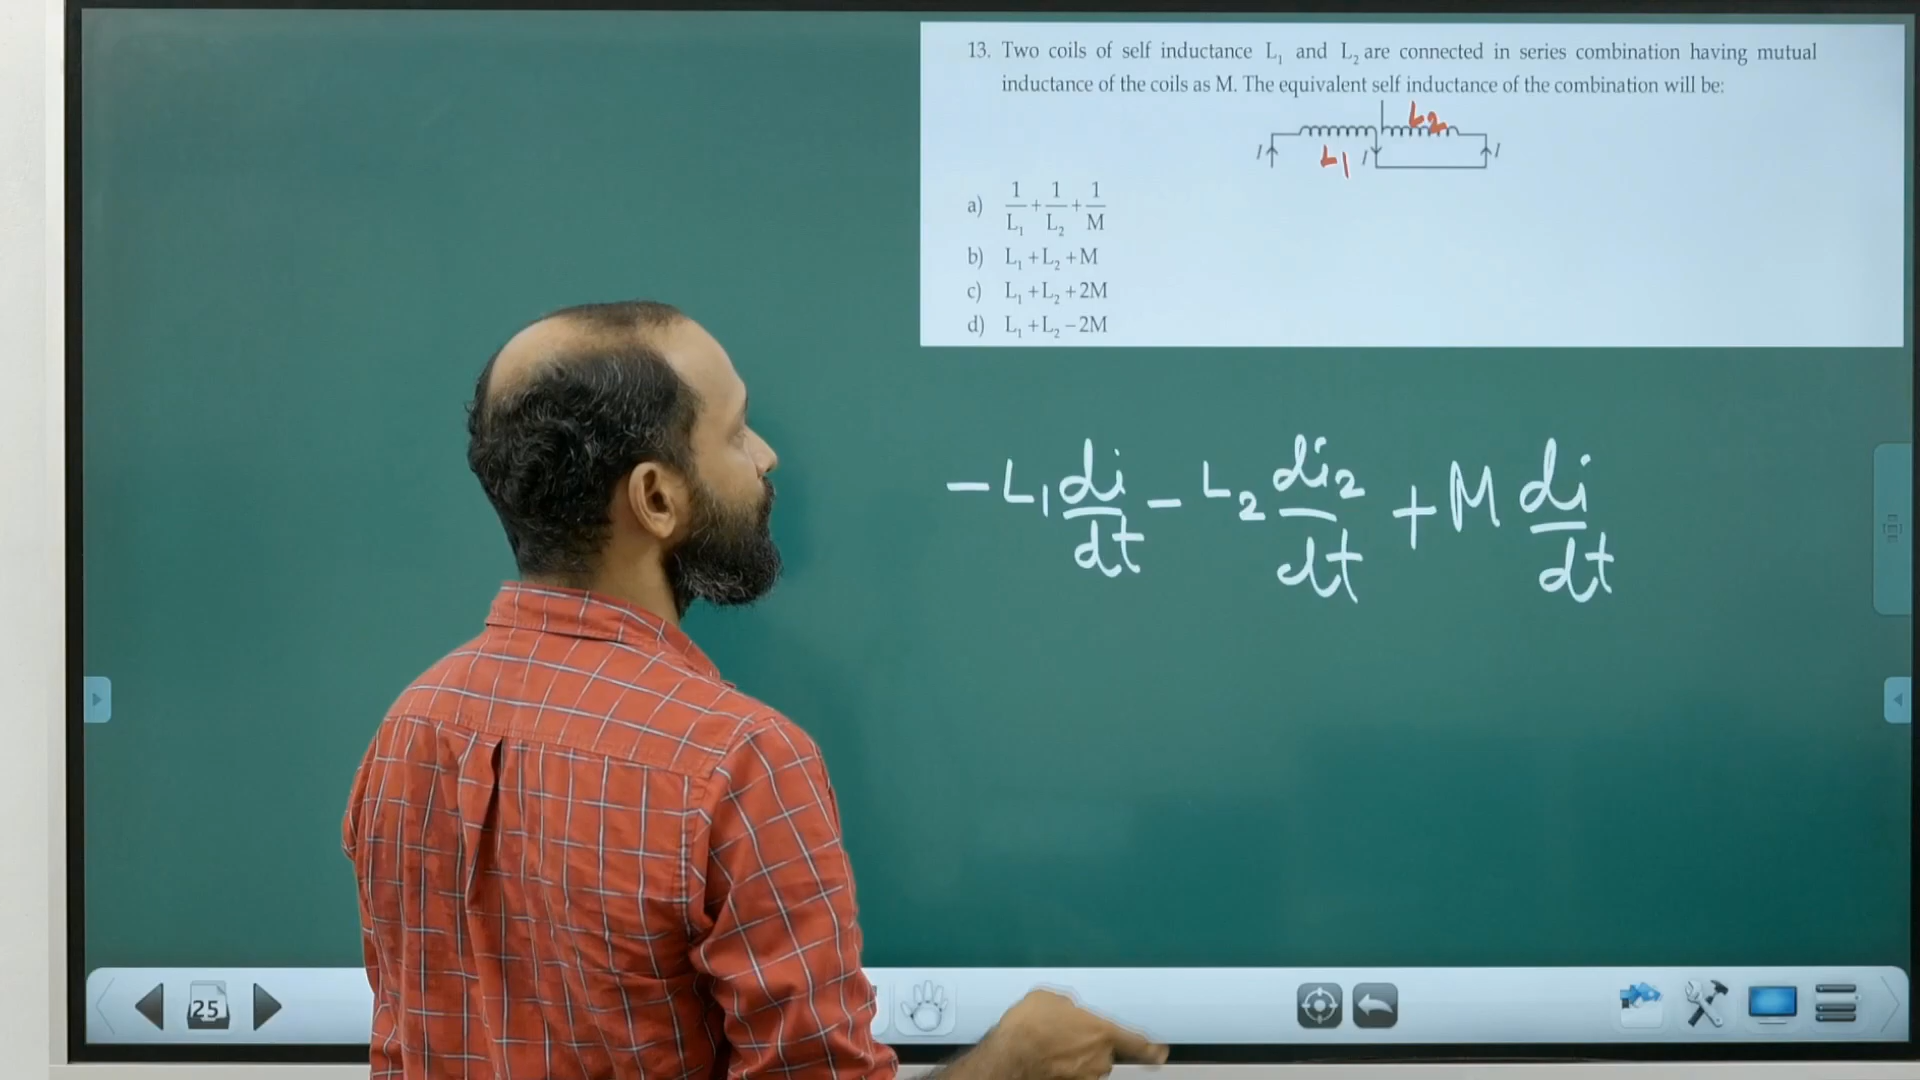 13. Two coils of self inductance L₁ and L₂ are connected in series combination having mutual
inductance of the coils as M. The equivalent self inductance of the combination will be:
L2
I L1 I I
a) 1/L₁ + 1/L₂ + 1/M
b) L₁ + L₂ + M
c) L₁ + L₂ + 2M
d) L₁ + L₂ − 2M
− L₁ di/dt − L₂ di₂/dt + M di/dt
25